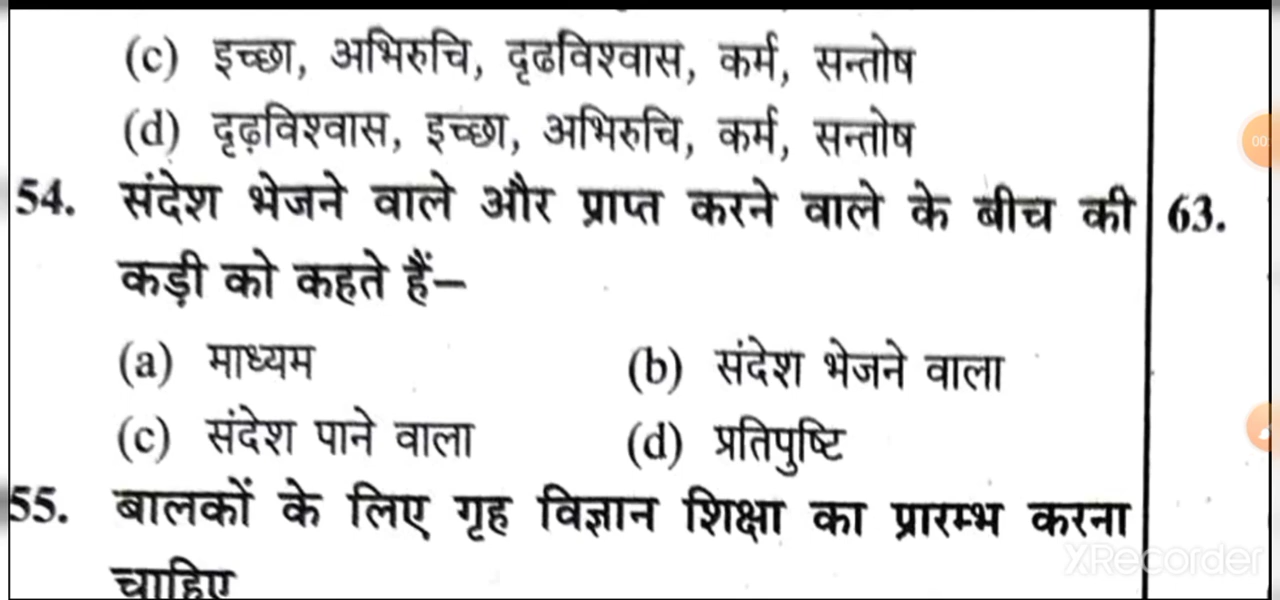 (c) इच्छा, अभिरुचि, दृढविश्वास, कर्म, सन्तोष
(d) दृढ़विश्वास, इच्छा, अभिरुचि, कर्म, सन्तोष
54. संदेश भेजने वाले और प्राप्त करने वाले के बीच की
कड़ी को कहते हैं–
(a) माध्यम (b) संदेश भेजने वाला
(c) संदेश पाने वाला (d) प्रतिपुष्टि
55. बालकों के लिए गृह विज्ञान शिक्षा का प्रारम्भ करना
चाहिए
63.
00:
XRecorder